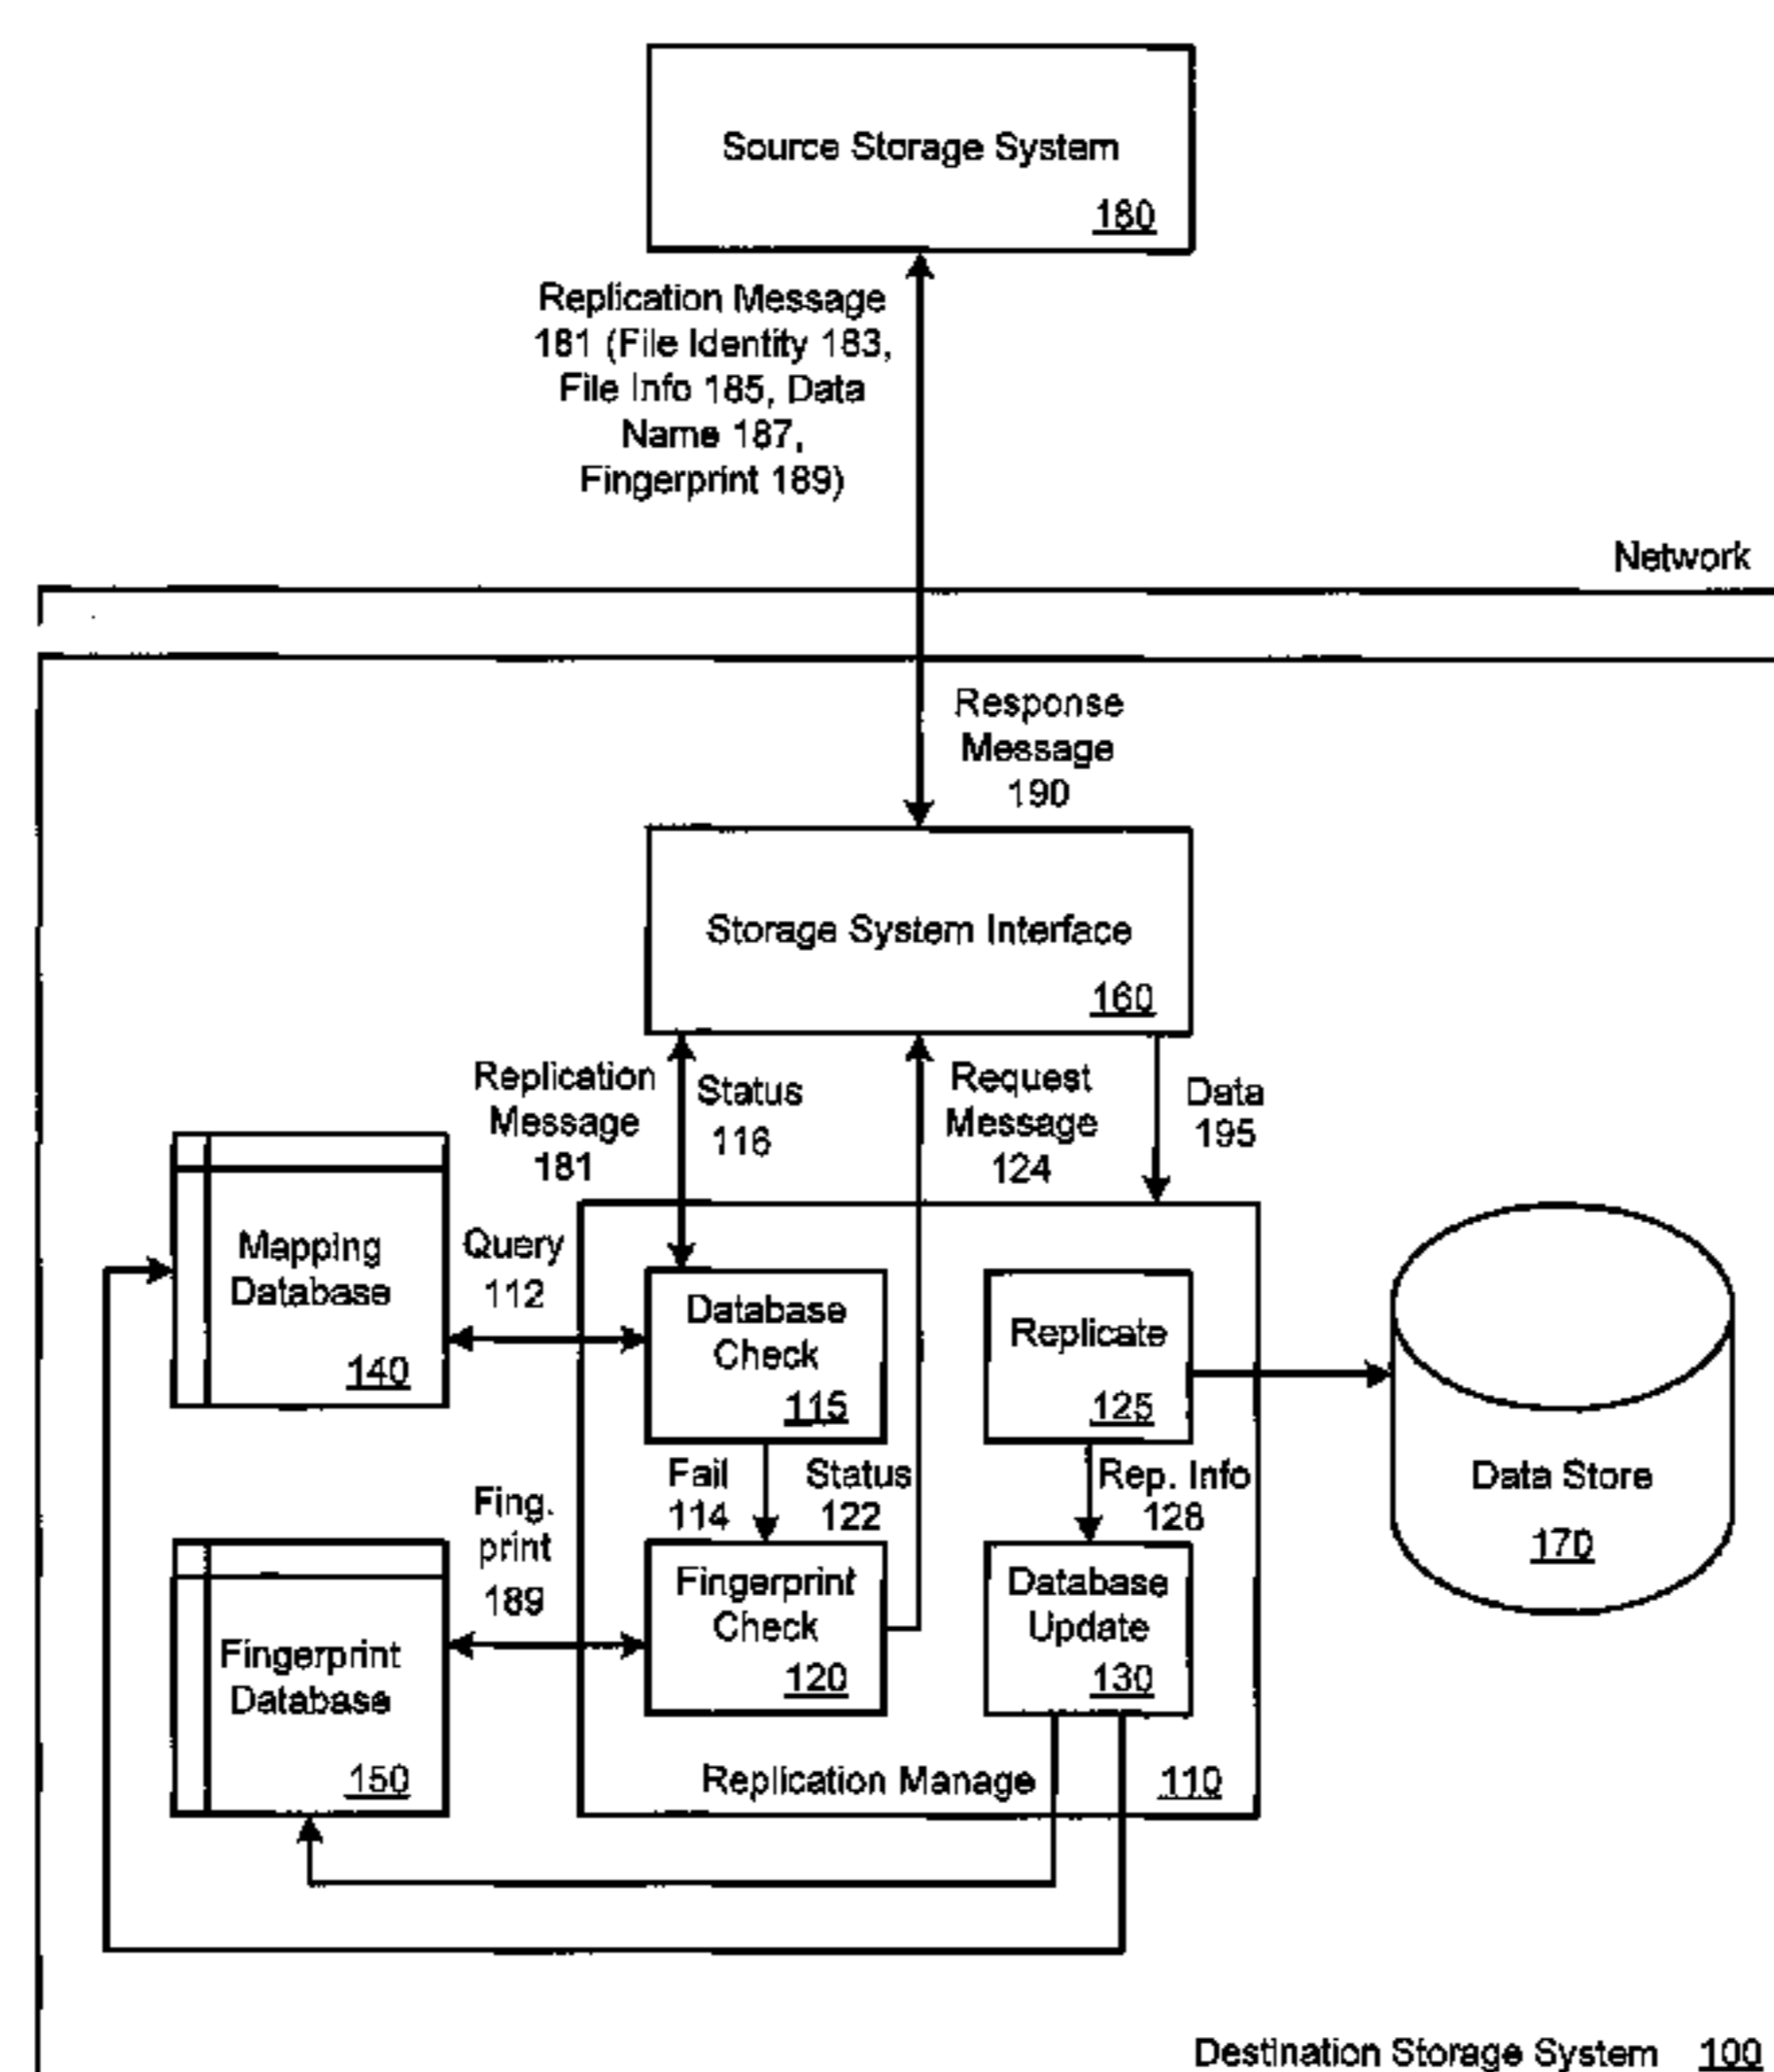 Source Storage System
180
Replication Message
181 (File Identity 183,
File Info 185, Data
Name 187,
Fingerprint 189)
Network
Response
Message
190
Storage System Interface
160
Replication
Message
181
Status
116
Request
Message
124
Data
195
Mapping
Database
140
Query
112
Database
Check
115
Replicate
125
Data Store
170
Fail
114
Status
122
Rep. Info
128
Fing.
print
189
Fingerprint
Database
150
Fingerprint
Check
120
Database
Update
130
Replication Manage
110
Destination Storage System 100